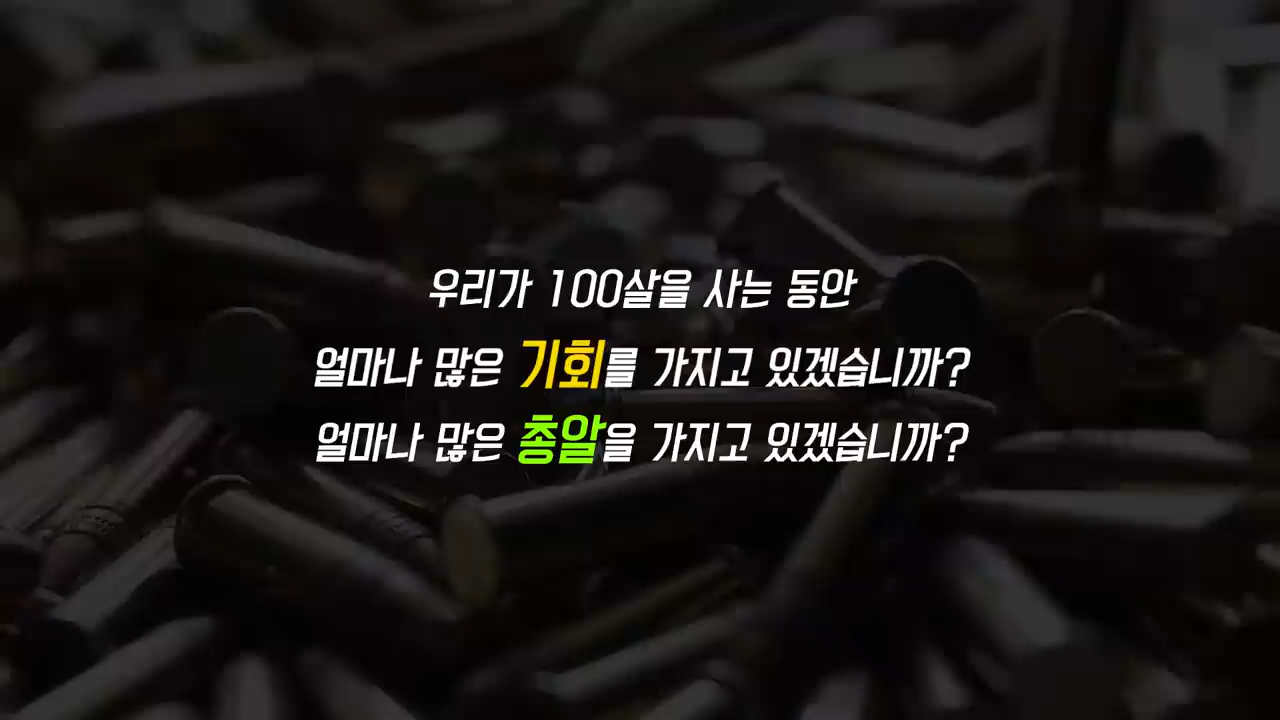 우리가 100살을 사는 동안
얼마나 많은 기회를 가지고 있겠습니까?
얼마나 많은 총알을 가지고 있겠습니까?